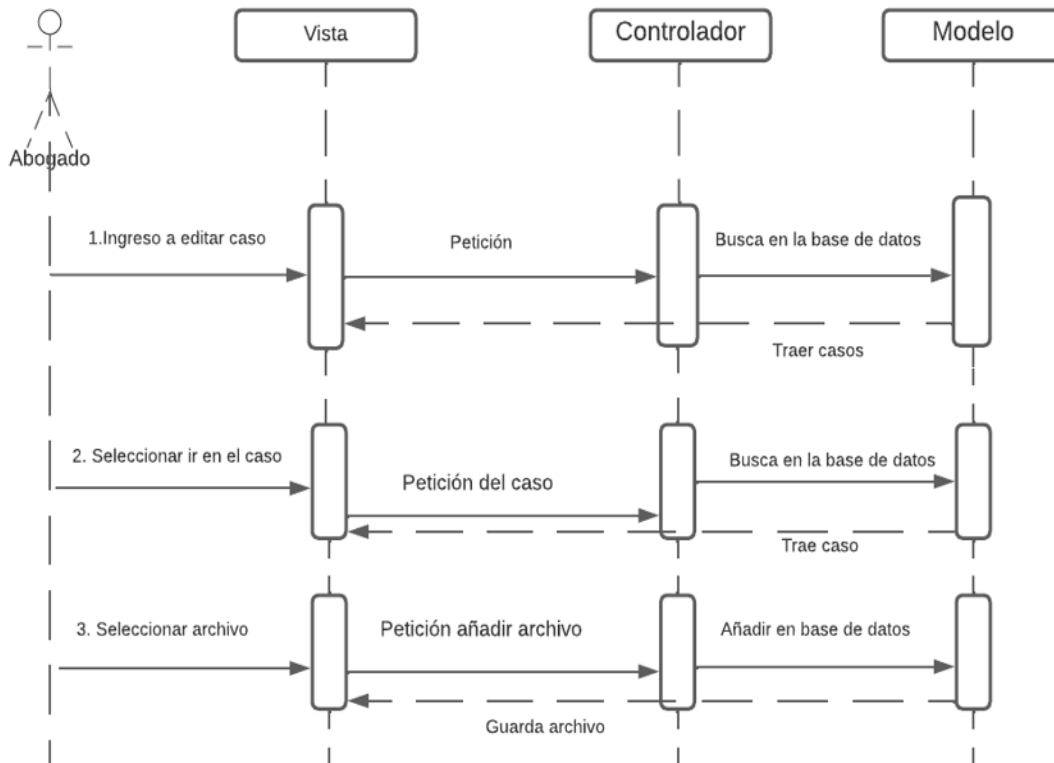 Vista
Controlador
Modelo
Abogado
1.Ingreso a editar caso
Petición
Busca en la base de datos
Traer casos
2. Seleccionar ir en el caso
Petición del caso
Busca en la base de datos
Trae caso
3. Seleccionar archivo
Petición añadir archivo
Añadir en base de datos
Guarda archivo